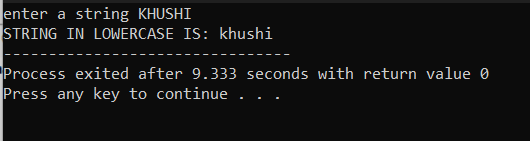 enter a string KHUSHI
STRING IN LOWERCASE IS: khushi
--------------------------------
Process exited after 9.333 seconds with return value 0
Press any key to continue . . .